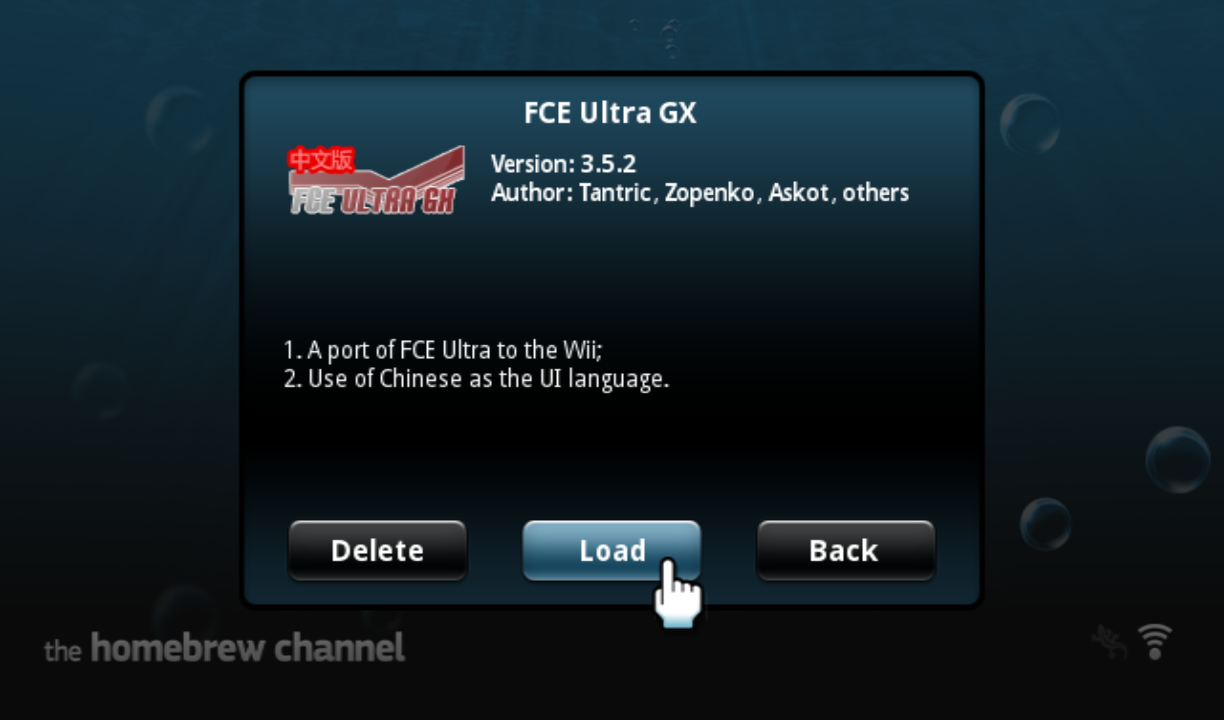 FCE Ultra GX
中文版
FCE ULTRA GX
Version: 3.5.2
Author: Tantric, Zopenko, Askot, others
1. A port of FCE Ultra to the Wii;
2. Use of Chinese as the UI language.
Delete
Load
Back
the homebrew channel